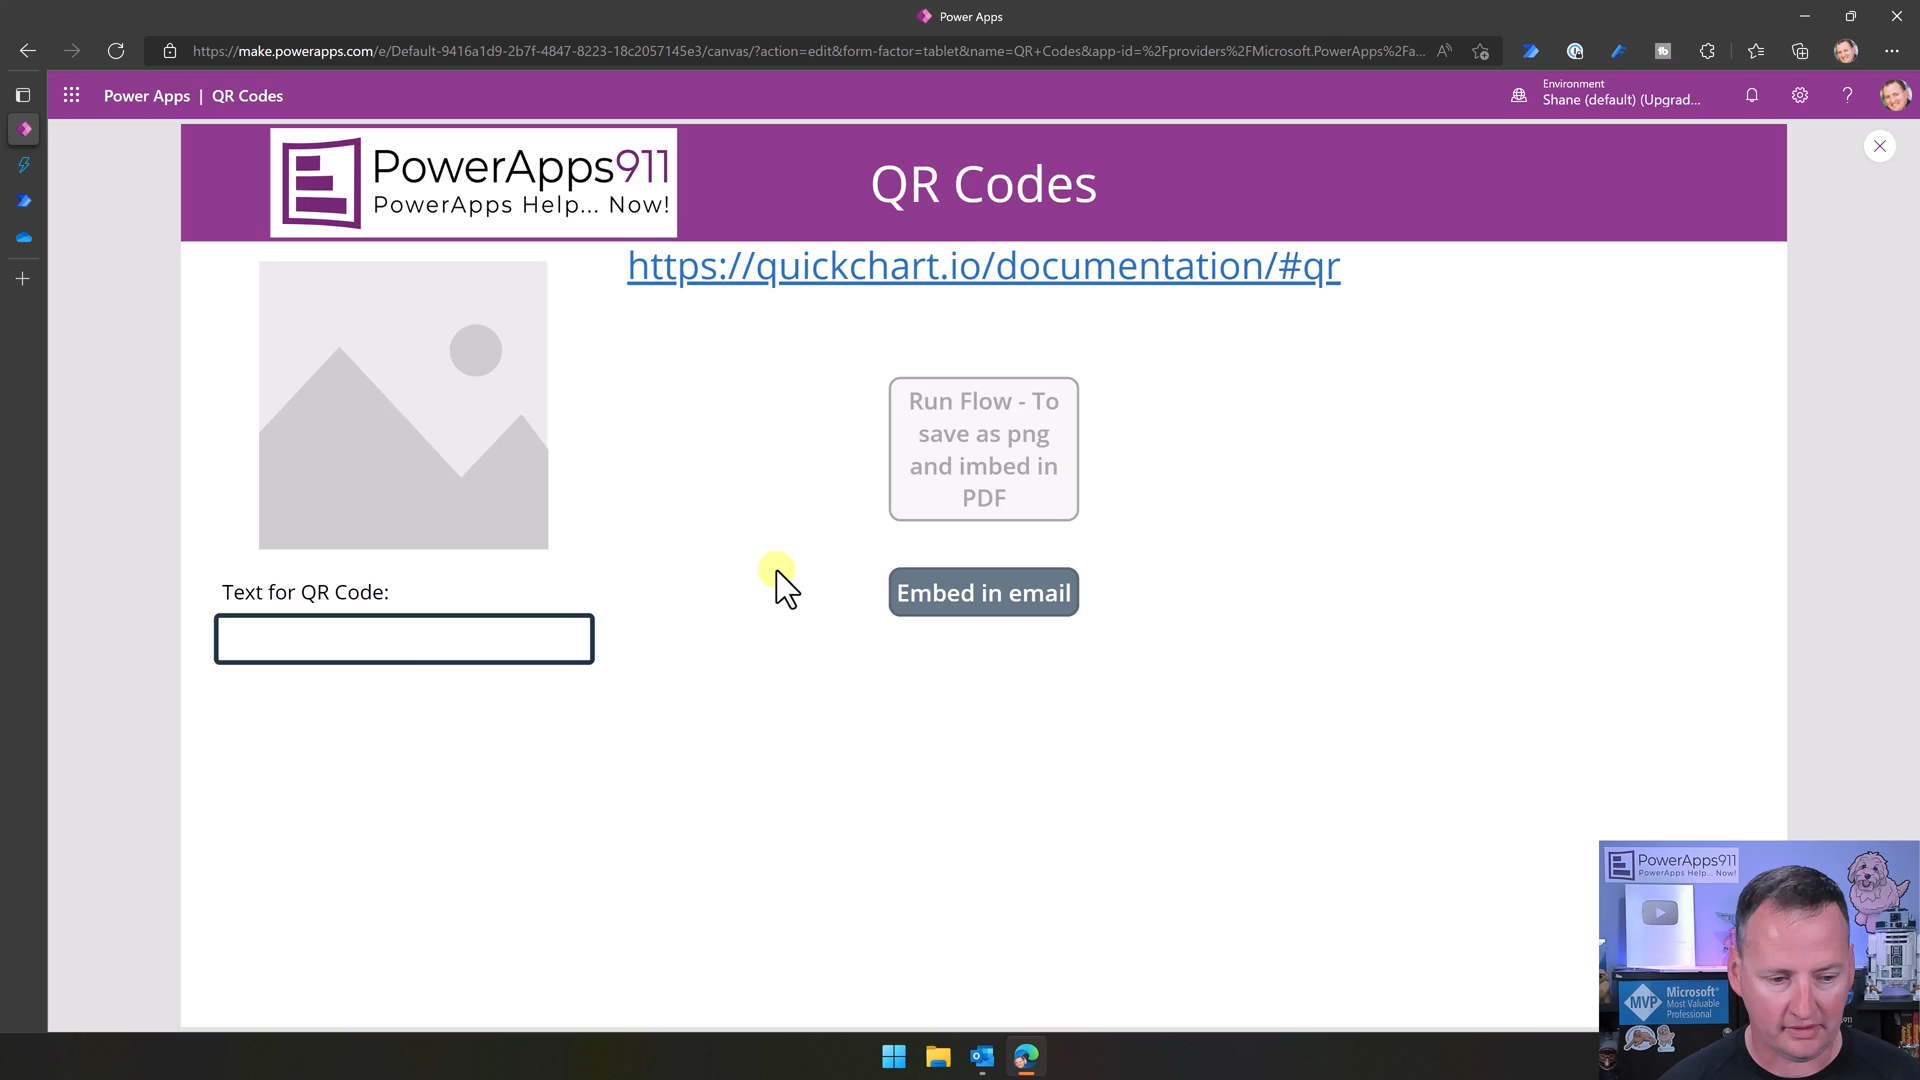 Power Apps
https://make.powerapps.com/e/Default-9416a1d9-2b7f-4847-8223-18c2057145e3/canvas/?action=edit&form-factor=tablet&name=QR+Codes&app-id=%2Fproviders%2FMicrosoft.PowerApps%2Fa...
Power Apps | QR Codes
Environment
Shane (default) (Upgrad...
PowerApps911
PowerApps Help... Now!
QR Codes
https://quickchart.io/documentation/#qr
Run Flow - To
save as png
and imbed in
PDF
Embed in email
Text for QR Code:
PowerApps911
PowerApps Help... Now!
MVP
Microsoft
Most Valuable
Professional